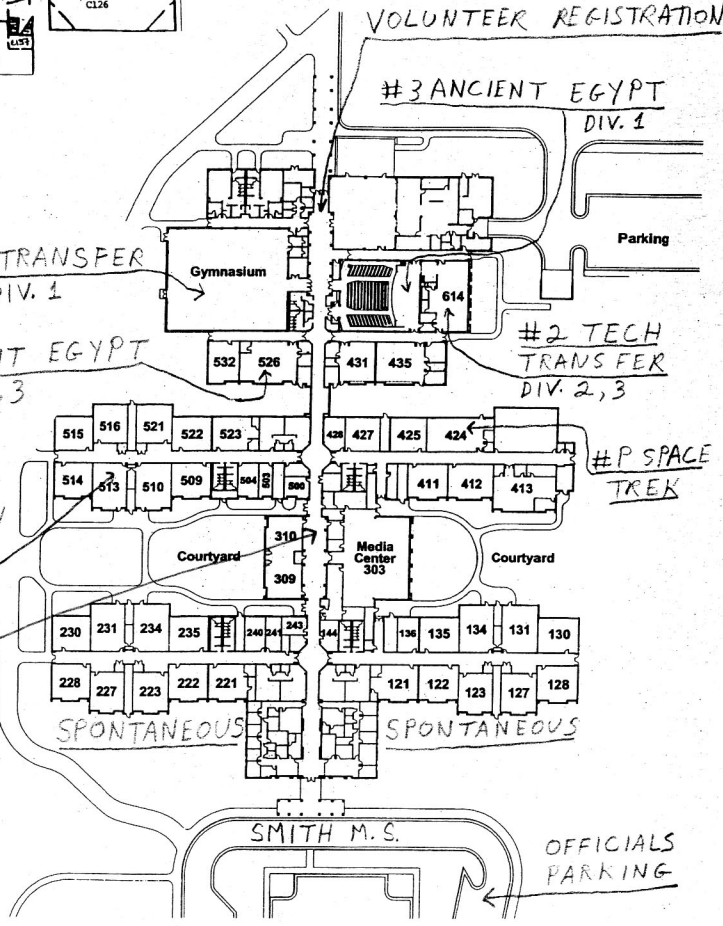 C126
C137
VOLUNTEER REGISTRATION
#3 ANCIENT EGYPT
DIV. 1
Parking
TRANSFER
DIV. 1
Gymnasium
614
#2 TECH
TRANSFER
DIV. 2, 3
EGYPT
3
532 526 431 435
515 516 521 522 523 428 427 425 424
#P SPACE
TREK
514 513 510 509 504 503 500 411 412 413
Courtyard
310
309
Media
Center
303
Courtyard
230 231 234 235 240 241 243 144 136 135 134 131 130
228 227 223 222 221 121 122 123 127 128
SPONTANEOUS
SPONTANEOUS
SMITH M.S.
OFFICIALS
PARKING